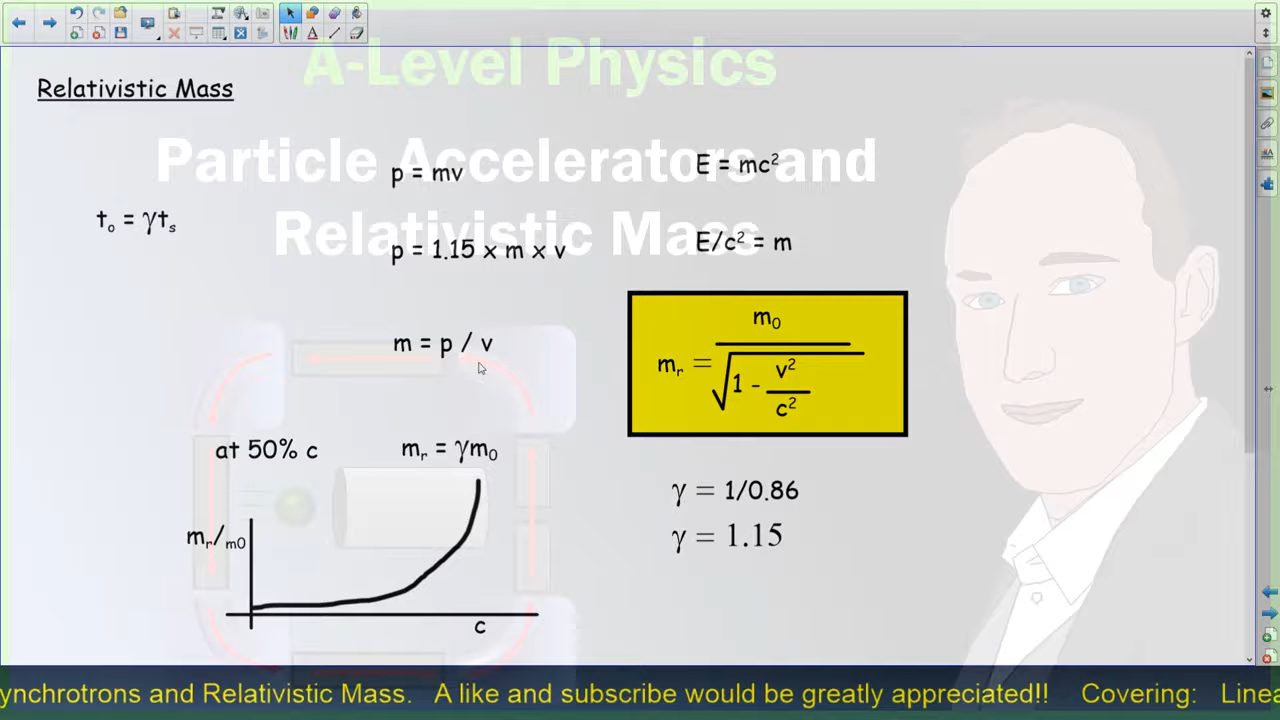 A-Level Physics
Relativistic Mass
Particle Accelerators and
Relativistic Mass
p = mv
E = mc²
t₀ = γtₛ
p = 1.15 x m x v
E/c² = m
m = p / v
mᵣ = m₀ / √(1 - v²/c²)
at 50% c
mᵣ = γm₀
γ = 1/0.86
mᵣ/m0
γ = 1.15
c
ynchrotrons and Relativistic Mass. A like and subscribe would be greatly appreciated!! Covering: Linea